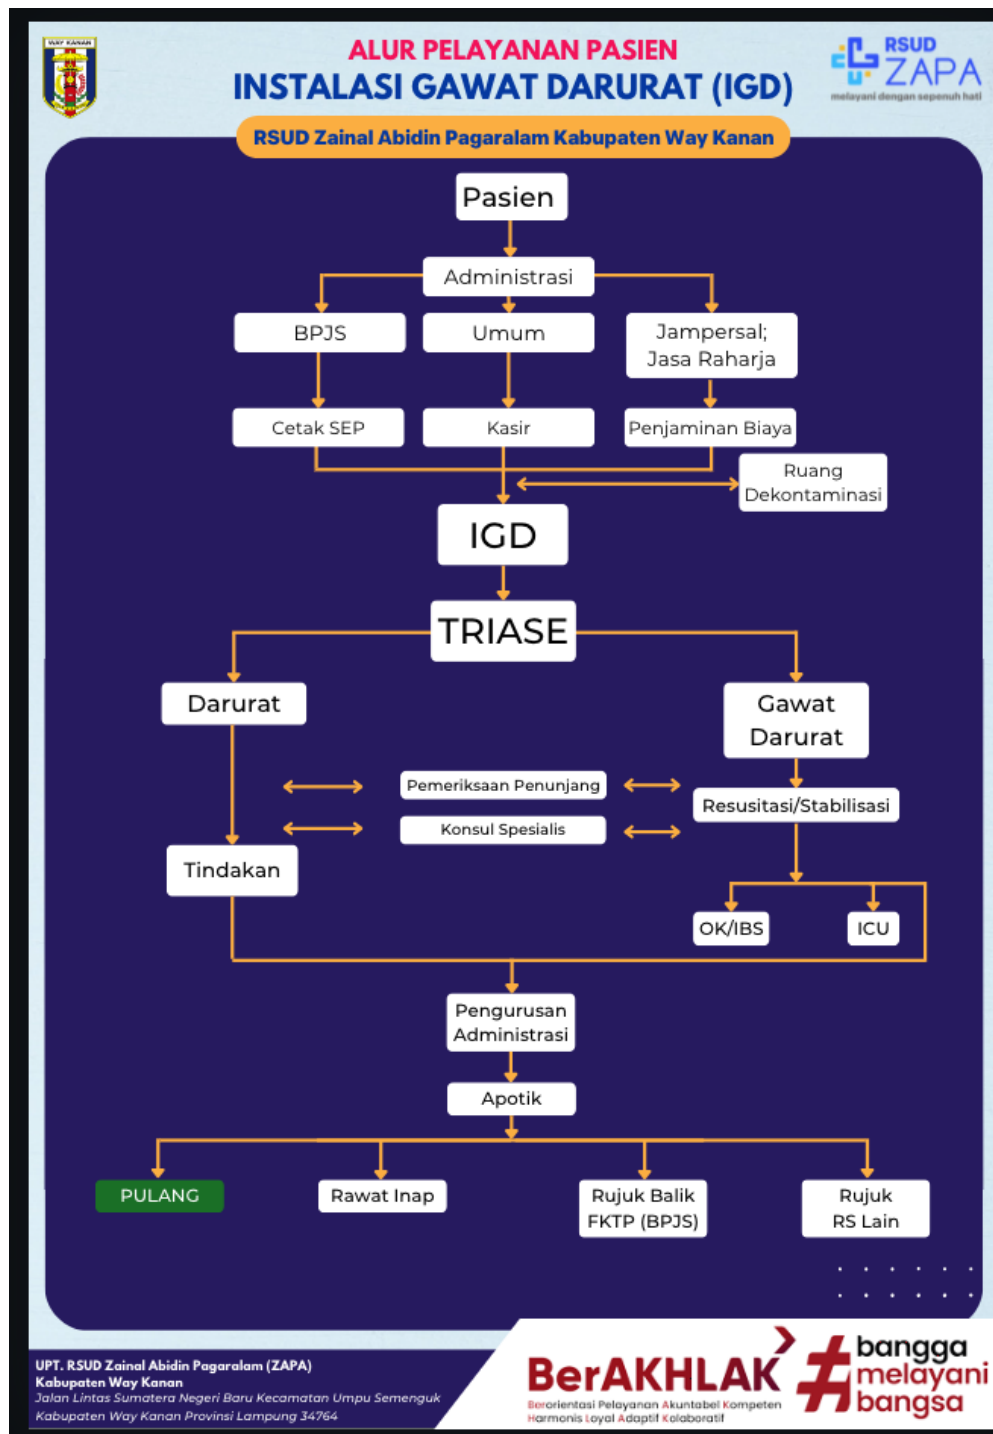 WAY KANAN
ALUR PELAYANAN PASIEN
INSTALASI GAWAT DARURAT (IGD)
RSUD
ZAPA
melayani dengan sepenuh hati
RSUD Zainal Abidin Pagaralam Kabupaten Way Kanan
Pasien
Administrasi
BPJS
Umum
Jampersal;
Jasa Raharja
Cetak SEP
Kasir
Penjaminan Biaya
Ruang
Dekontaminasi
IGD
TRIASE
Darurat
Gawat
Darurat
Pemeriksaan Penunjang
Resusitasi/Stabilisasi
Konsul Spesialis
Tindakan
OK/IBS
ICU
Pengurusan
Administrasi
Apotik
PULANG
Rawat Inap
Rujuk Balik
FKTP (BPJS)
Rujuk
RS Lain
UPT. RSUD Zainal Abidin Pagaralam (ZAPA)
Kabupaten Way Kanan
Jalan Lintas Sumatera Negeri Baru Kecamatan Umpu Semenguk
Kabupaten Way Kanan Provinsi Lampung 34764
BerAKHLAK
Berorientasi Pelayanan Akuntabel Kompeten
Harmonis Loyal Adaptif Kolaboratif
#bangga
melayani
bangsa